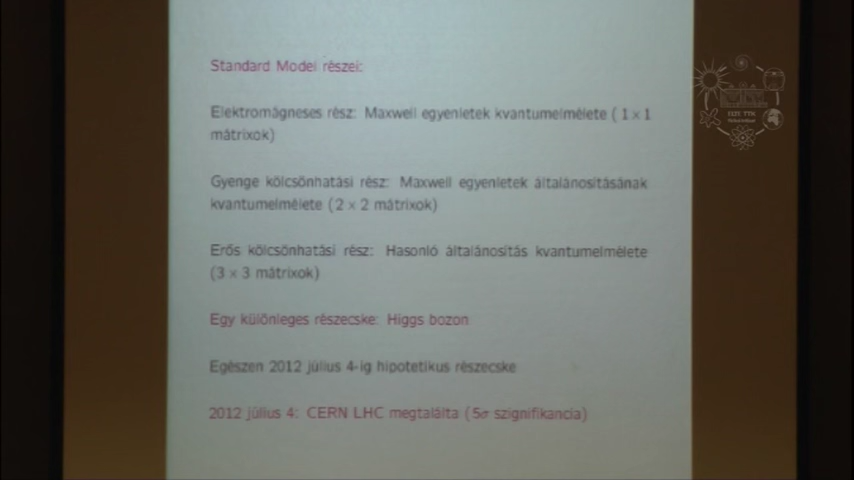 Standard Model részei:
Elektromágneses rész: Maxwell egyenletek kvantumelmélete ( 1 × 1
mátrixok)
Gyenge kölcsönhatási rész: Maxwell egyenletek általánosításának
kvantumelmélete (2 × 2 mátrixok)
Erős kölcsönhatási rész: Hasonló általánosítás kvantumelmélete
(3 × 3 mátrixok)
Egy különleges részecske: Higgs bozon
Egészen 2012 július 4-ig hipotetikus részecske
2012 július 4: CERN LHC megtalálta (5σ szignifikancia)